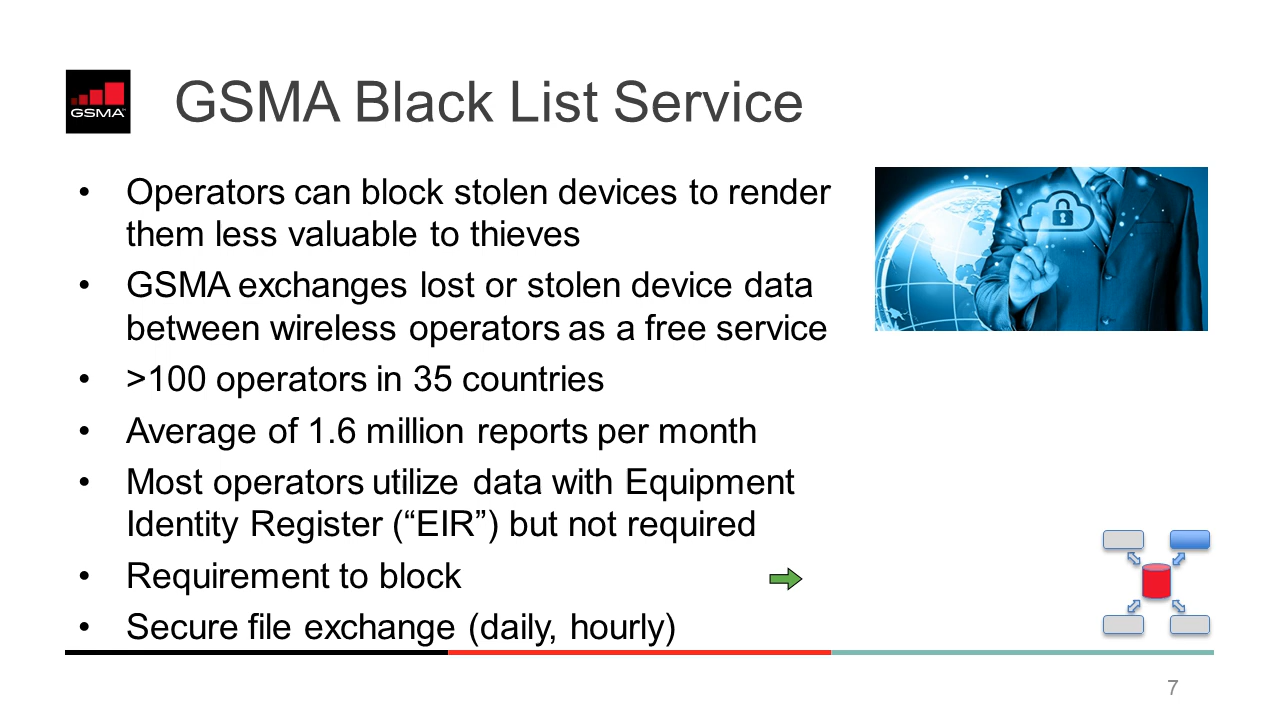 GSMA
GSMA Black List Service
• Operators can block stolen devices to render
them less valuable to thieves
• GSMA exchanges lost or stolen device data
between wireless operators as a free service
• >100 operators in 35 countries
• Average of 1.6 million reports per month
• Most operators utilize data with Equipment
Identity Register (“EIR”) but not required
• Requirement to block
• Secure file exchange (daily, hourly)
7